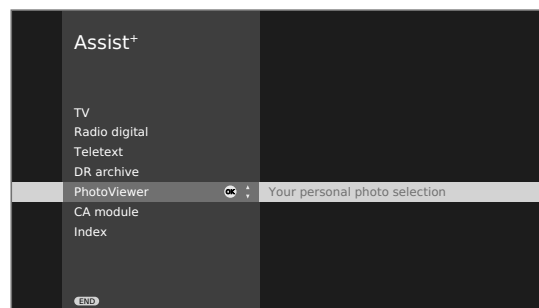 Assist+
TV
Radio digital
Teletext
DR archive
PhotoViewer OK Your personal photo selection
CA module
Index
END